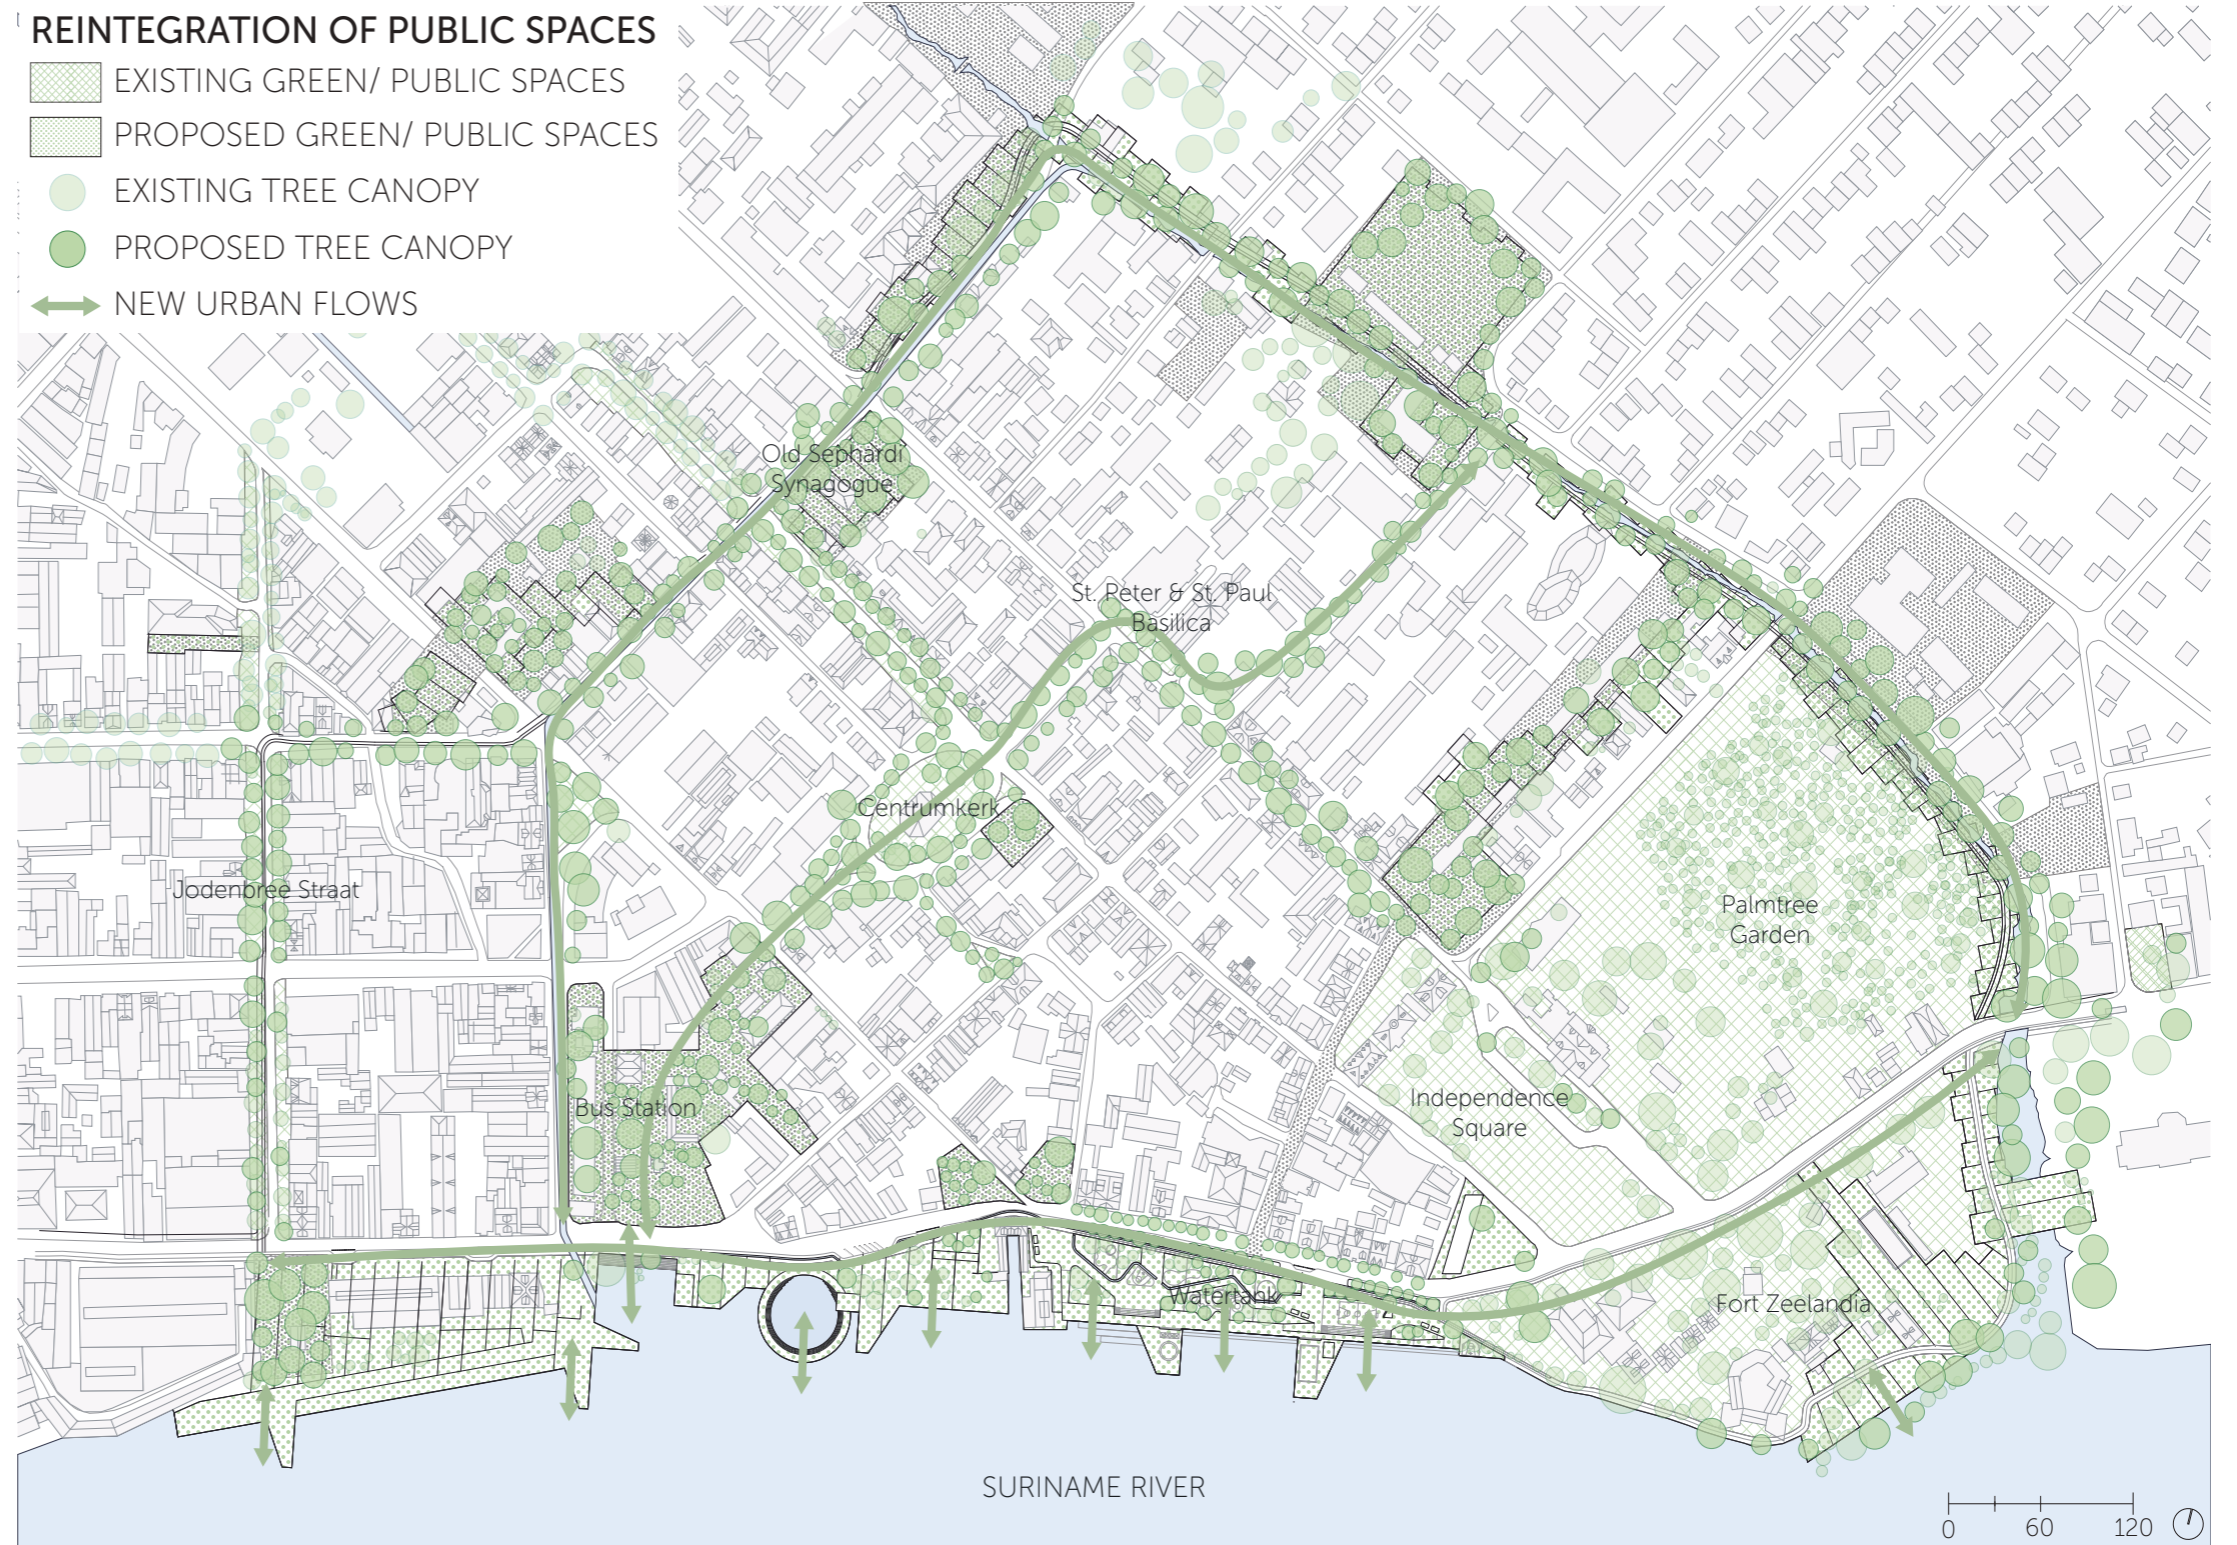 REINTEGRATION OF PUBLIC SPACES
EXISTING GREEN/ PUBLIC SPACES
PROPOSED GREEN/ PUBLIC SPACES
EXISTING TREE CANOPY
PROPOSED TREE CANOPY
NEW URBAN FLOWS
Old Sephardi
Synagogue
St. Peter & St. Paul
Basilica
Centrumkerk
Jodenbree Straat
Palmtree
Garden
Bus Station
Independence
Square
Watertank
Fort Zeelandia
SURINAME RIVER
0 60 120